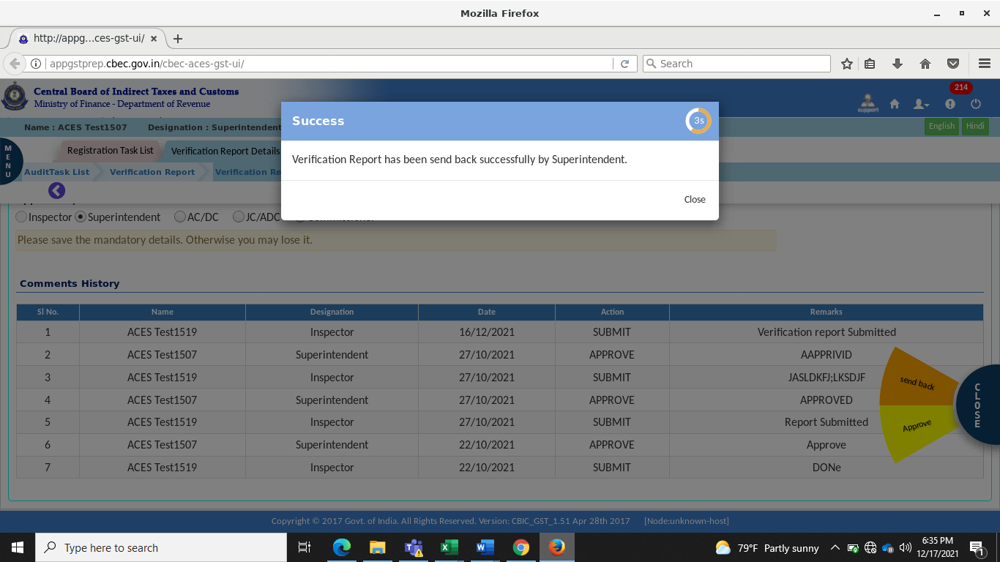 Mozilla Firefox
http://appg...ces-gst-ui/
appgstprep.cbec.gov.in/cbec-aces-gst-ui/
Search
Central Board of Indirect Taxes and Customs
Ministry of Finance - Department of Revenue
support
214
Name : ACES Test1507 Designation : Superintendent
English Hindi
MENU
Registration Task List Verification Report Details
AuditTask List Verification Report Verification Re
Success 3s
Verification Report has been send back successfully by Superintendent.
Close
Inspector Superintendent AC/DC JC/ADC
Please save the mandatory details. Otherwise you may lose it.
Comments History
Sl No. Name Designation Date Action Remarks
1 ACES Test1519 Inspector 16/12/2021 SUBMIT Verification report Submitted
2 ACES Test1507 Superintendent 27/10/2021 APPROVE AAPPRIVID
3 ACES Test1519 Inspector 27/10/2021 SUBMIT JASLDKFJ;LKSDJF
4 ACES Test1507 Superintendent 27/10/2021 APPROVE APPROVED
5 ACES Test1519 Inspector 27/10/2021 SUBMIT Report Submitted
6 ACES Test1507 Superintendent 22/10/2021 APPROVE Approve
7 ACES Test1519 Inspector 22/10/2021 SUBMIT DONe
send back
Approve
CLOSE
Copyright © 2017 Govt. of India. All Rights Reserved. Version: CBIC_GST_1.51 Apr 28th 2017 [Node:unknown-host]
Type here to search
79°F Partly sunny
6:35 PM
12/17/2021
1